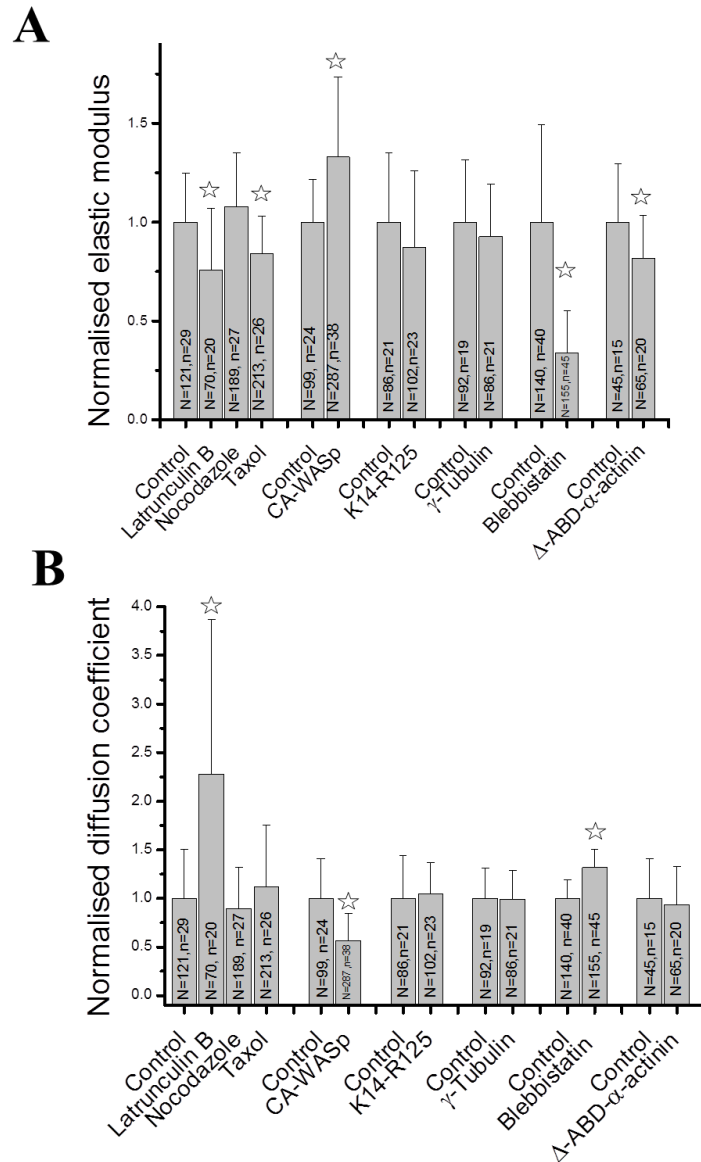 A
Normalised elastic modulus
1.5
1.0
0.5
0.0
N=121,n=29
N=70,n=20
N=189, n=27
N=213, n=26
N=99, n=24
N=287,n=38
N=86,n=21
N=102,n=23
N=92,n=19
N=86,n=21
N=140, n=40
N=155,n=45
N=45,n=15
N=65,n=20
Control
Latrunculin B
Nocodazole
Taxol
Control
CA-WASp
Control
K14-R125
Control
γ-Tubulin
Control
Blebbistatin
Control
Δ-ABD-α-actinin
B
Normalised diffusion coefficient
4.0
3.5
3.0
2.5
2.0
1.5
1.0
0.5
0.0
N=121,n=29
N=70, n=20
N=189, n=27
N=213, n=26
N=99, n=24
N=287 ,n=38
N=86,n=21
N=102,n=23
N=92,n=19
N=86,n=21
N=140, n=40
N=155, n=45
N=45,n=15
N=65,n=20
Control
Latrunculin B
Nocodazole
Taxol
Control
CA-WASp
Control
K14-R125
Control
γ-Tubulin
Control
Blebbistatin
Control
Δ-ABD-α-actinin